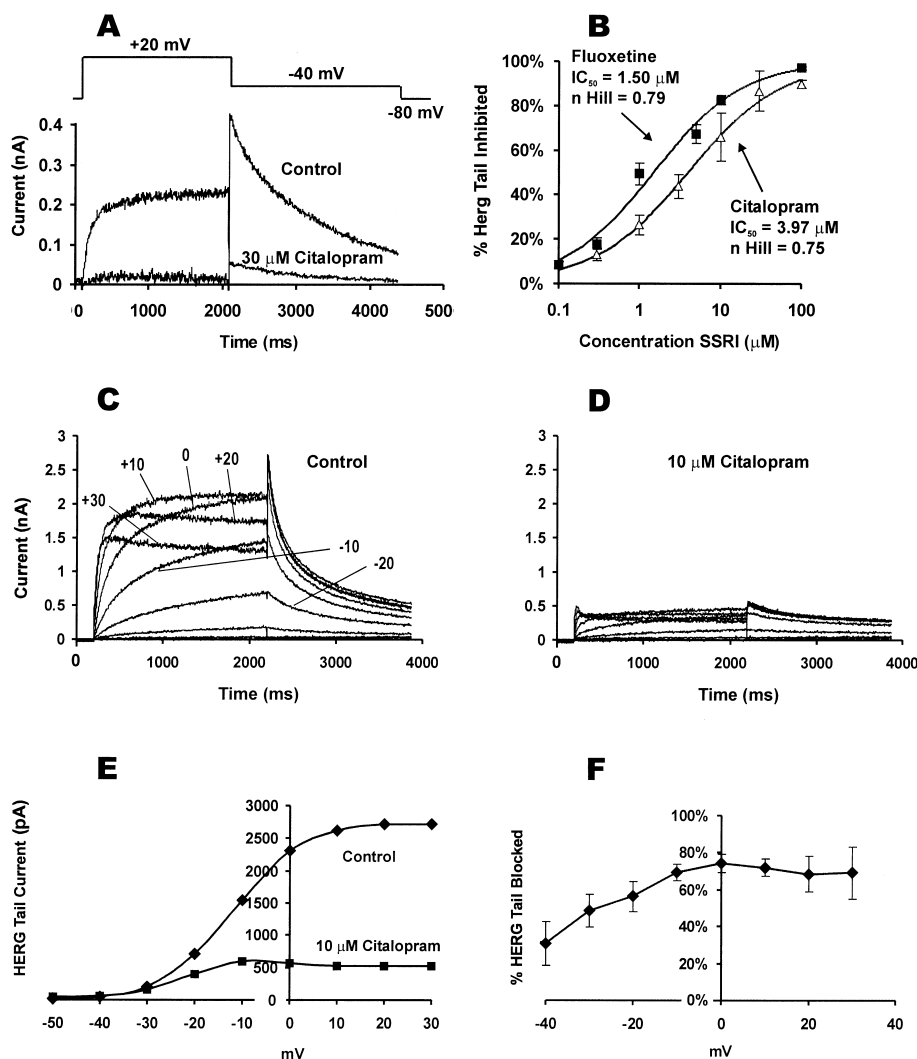 A
+20 mV
-40 mV
-80 mV
0.4
0.3
0.2
0.1
0
Current (nA)
Control
30 μM Citalopram
1000
2000
3000
4000
Time (ms)
B
100%
80%
60%
40%
20%
0%
% Herg Tail Inhibited
Fluoxetine
IC50 = 1.50 μM
n Hill = 0.79
Citalopram
IC50 = 3.97 μM
n Hill = 0.75
0.1
1
10
100
Concentration SSRI (μM)
C
3
2.5
2
1.5
1
0.5
0
Current (nA)
+10
0
+20
Control
+30
-10
-20
0
1000
2000
3000
4000
Time (ms)
D
3
2.5
2
1.5
1
0.5
0
10 μM Citalopram
0
1000
2000
3000
4000
Time (ms)
E
3000
2500
2000
1500
1000
500
0
HERG Tail Current (pA)
Control
10 μM Citalopram
-50
-40
-30
-20
-10
0
10
20
30
mV
F
100%
80%
60%
40%
20%
0%
% HERG Tail Blocked
-40
-20
0
20
40
mV